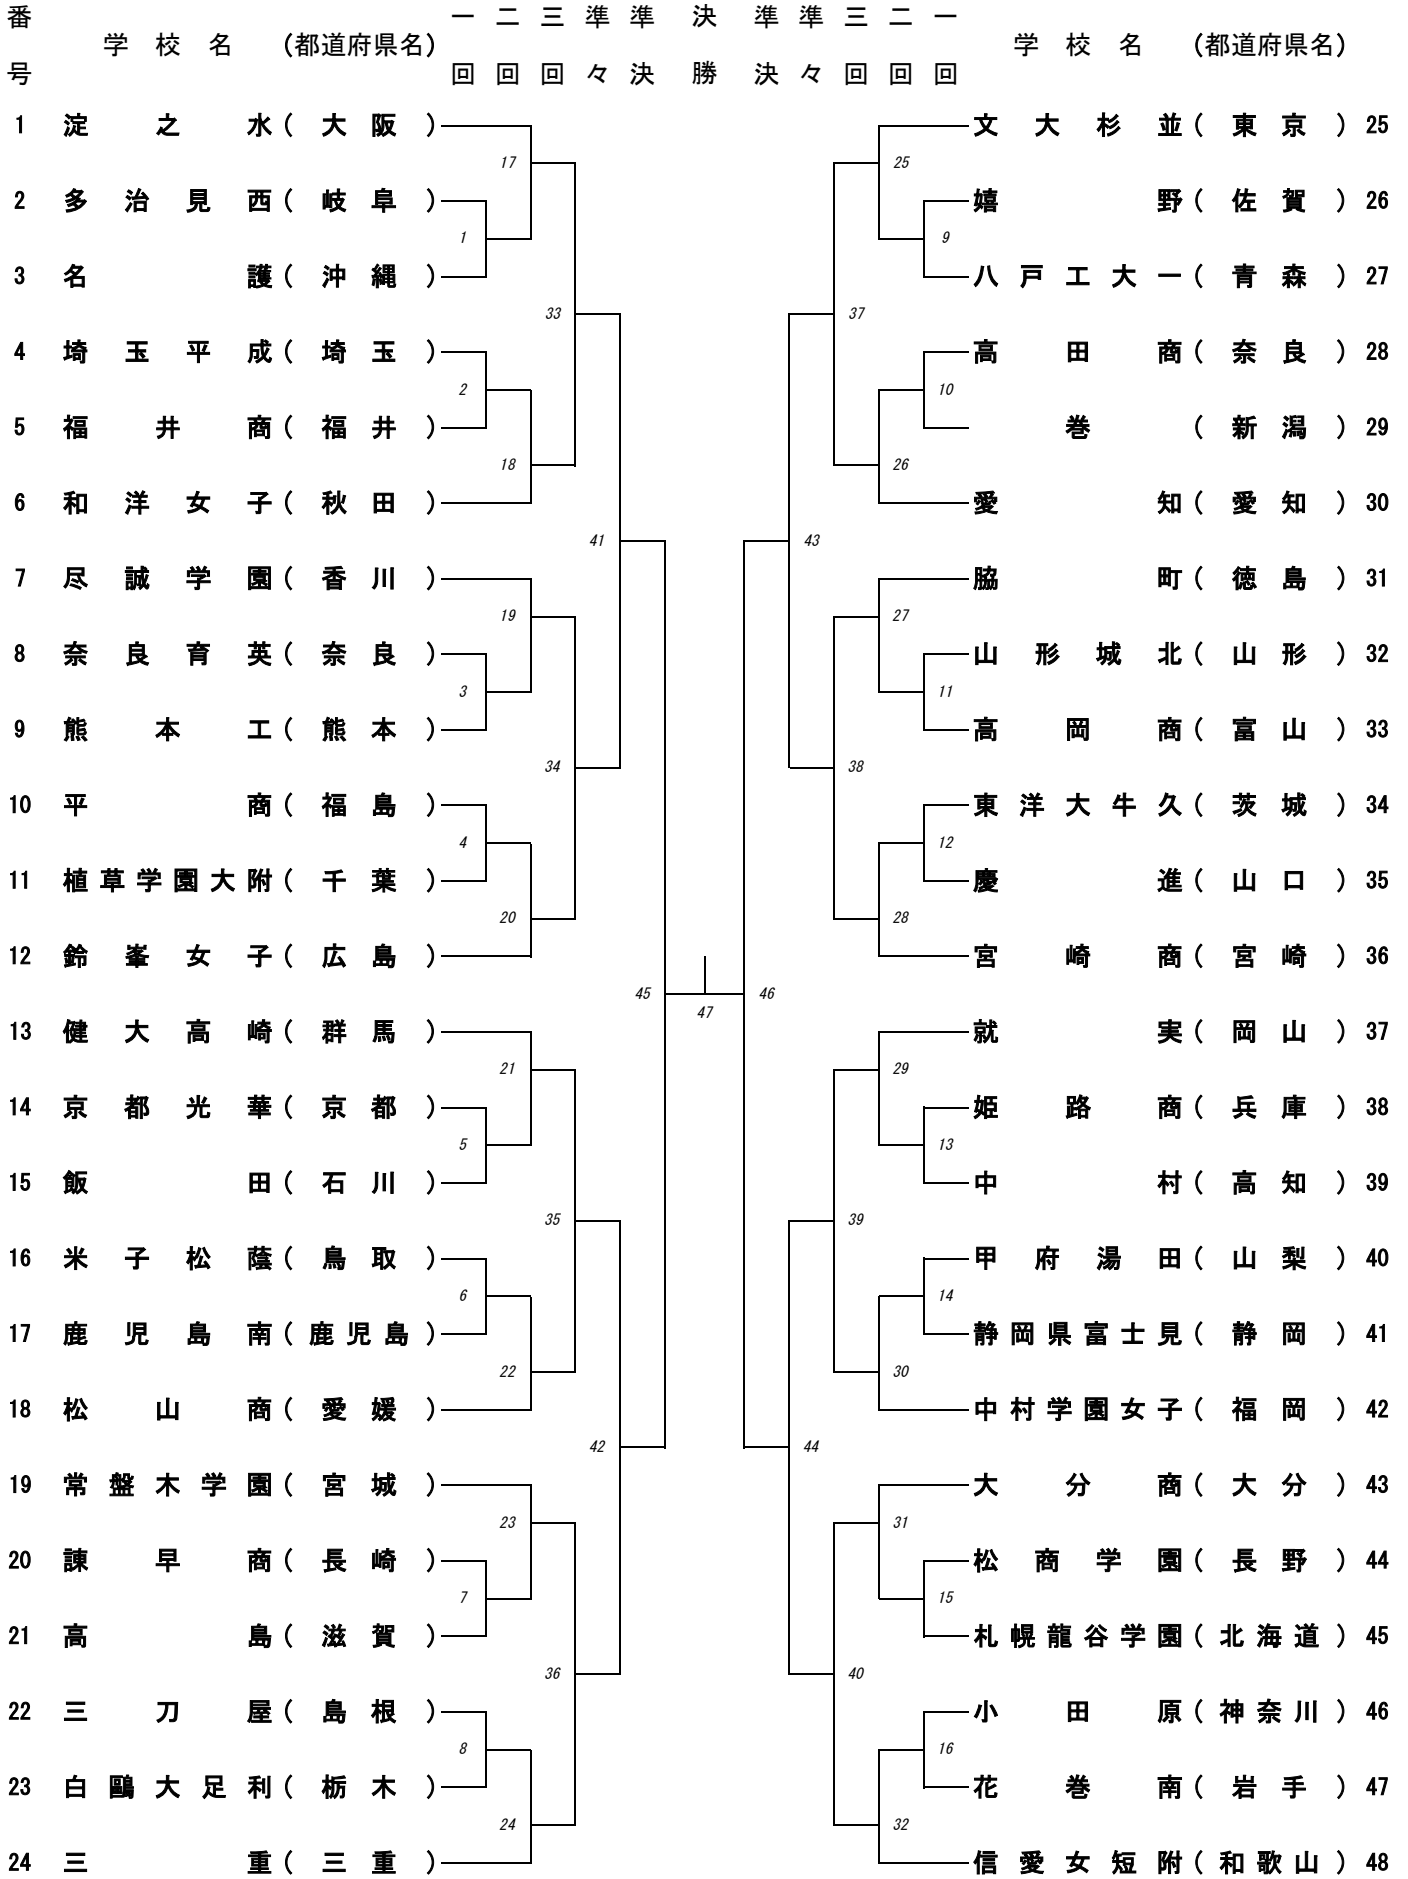 番号 学校名 (都道府県名) 一回 二回 三回 準々 準決 決勝 準決 準々 三回 二回 一回 学校名 (都道府県名)
1 淀之水(大阪)
2 多治見西(岐阜)
3 名護(沖縄)
4 埼玉平成(埼玉)
5 福井商(福井)
6 和洋女子(秋田)
7 尽誠学園(香川)
8 奈良育英(奈良)
9 熊本工(熊本)
10 平商(福島)
11 植草学園大附(千葉)
12 鈴峯女子(広島)
13 健大高崎(群馬)
14 京都光華(京都)
15 飯田(石川)
16 米子松蔭(鳥取)
17 鹿児島南(鹿児島)
18 松山商(愛媛)
19 常盤木学園(宮城)
20 諫早商(長崎)
21 高島(滋賀)
22 三刀屋(島根)
23 白鷗大足利(栃木)
24 三重(三重)
1
2
3
4
5
6
7
8
17
18
19
20
21
22
23
24
33
34
35
36
41
42
45
47
46
43
44
37
38
39
40
25
26
27
28
29
30
31
32
9
10
11
12
13
14
15
16
文大杉並(東京) 25
嬉野(佐賀) 26
八戸工大一(青森) 27
高田商(奈良) 28
巻(新潟) 29
愛知(愛知) 30
脇町(徳島) 31
山形城北(山形) 32
高岡商(富山) 33
東洋大牛久(茨城) 34
慶進(山口) 35
宮崎商(宮崎) 36
就実(岡山) 37
姫路商(兵庫) 38
中村(高知) 39
甲府湯田(山梨) 40
静岡県富士見(静岡) 41
中村学園女子(福岡) 42
大分商(大分) 43
松商学園(長野) 44
札幌龍谷学園(北海道) 45
小田原(神奈川) 46
花巻南(岩手) 47
信愛女短附(和歌山) 48